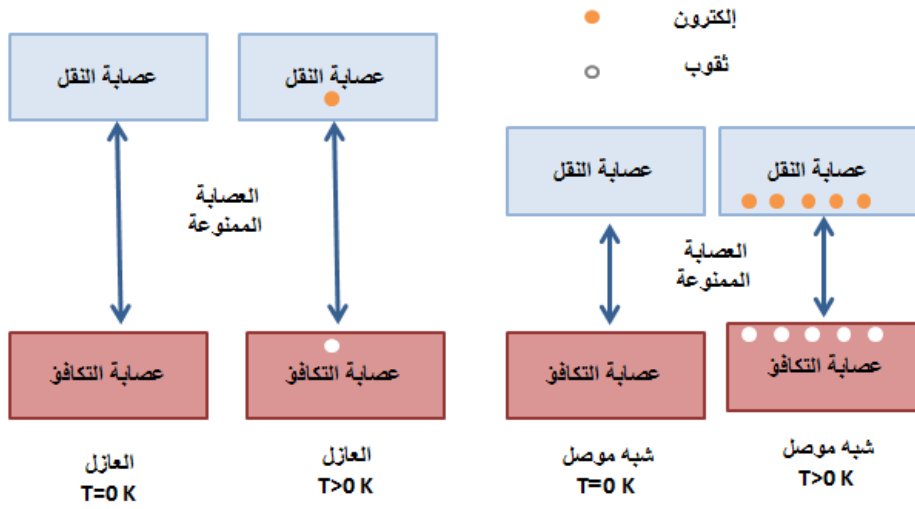 إلكترون
ثقوب
عصابة النقل
عصابة النقل
عصابة النقل
عصابة النقل
العصابة
الممنوعة
العصابة
الممنوعة
عصابة التكافؤ
عصابة التكافؤ
عصابة التكافؤ
عصابة التكافؤ
العازل
T=0 K
العازل
T>0 K
شبه موصل
T=0 K
شبه موصل
T>0 K